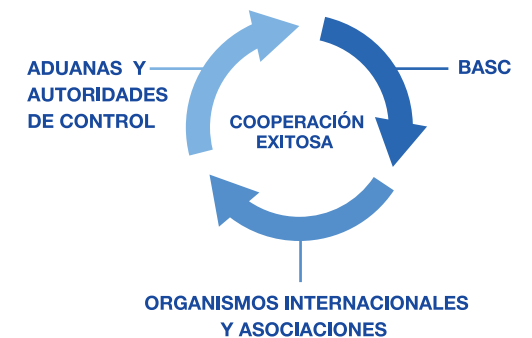 ADUANAS Y
AUTORIDADES
DE CONTROL
BASC
COOPERACIÓN
EXITOSA
ORGANISMOS INTERNACIONALES
Y ASOCIACIONES